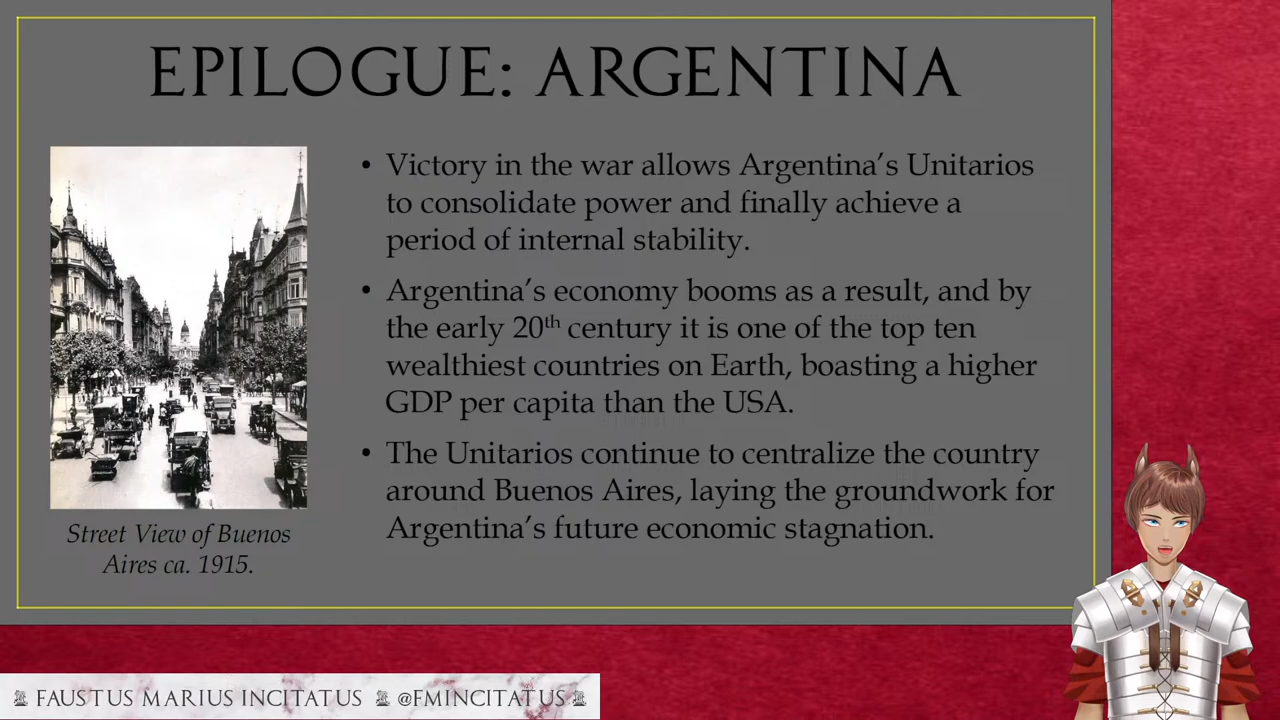 EPILOGUE: ARGENTINA
• Victory in the war allows Argentina's Unitarios
to consolidate power and finally achieve a
period of internal stability.
• Argentina's economy booms as a result, and by
the early 20th century it is one of the top ten
wealthiest countries on Earth, boasting a higher
GDP per capita than the USA.
• The Unitarios continue to centralize the country
around Buenos Aires, laying the groundwork for
Argentina's future economic stagnation.
Street View of Buenos
Aires ca. 1915.
FAUSTUS MARIUS INCITATUS @FMINCITATUS